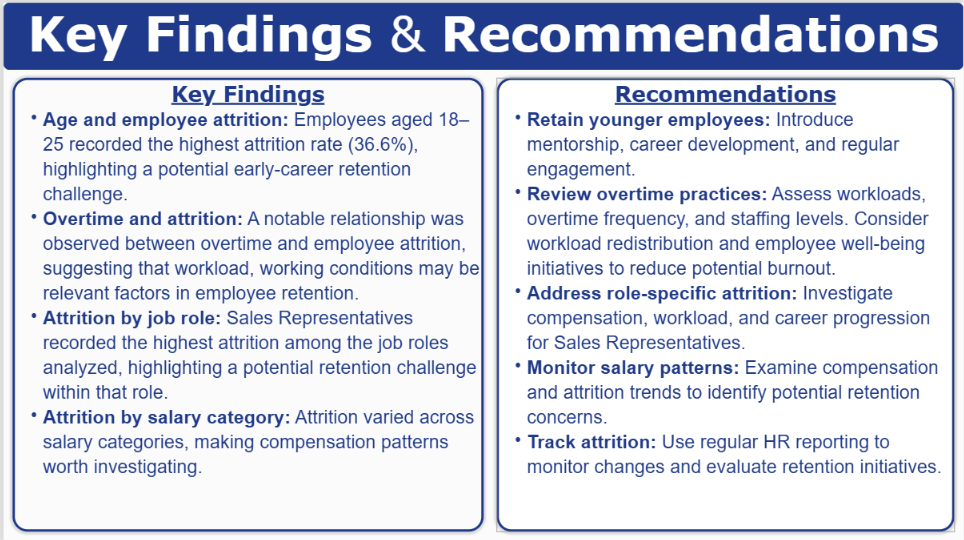 Key Findings & Recommendations
Key Findings
• Age and employee attrition: Employees aged 18–
25 recorded the highest attrition rate (36.6%),
highlighting a potential early-career retention
challenge.
• Overtime and attrition: A notable relationship was
observed between overtime and employee attrition,
suggesting that workload, working conditions may be
relevant factors in employee retention.
• Attrition by job role: Sales Representatives
recorded the highest attrition among the job roles
analyzed, highlighting a potential retention challenge
within that role.
• Attrition by salary category: Attrition varied across
salary categories, making compensation patterns
worth investigating.
Recommendations
• Retain younger employees: Introduce
mentorship, career development, and regular
engagement.
• Review overtime practices: Assess workloads,
overtime frequency, and staffing levels. Consider
workload redistribution and employee well-being
initiatives to reduce potential burnout.
• Address role-specific attrition: Investigate
compensation, workload, and career progression
for Sales Representatives.
• Monitor salary patterns: Examine compensation
and attrition trends to identify potential retention
concerns.
• Track attrition: Use regular HR reporting to
monitor changes and evaluate retention initiatives.